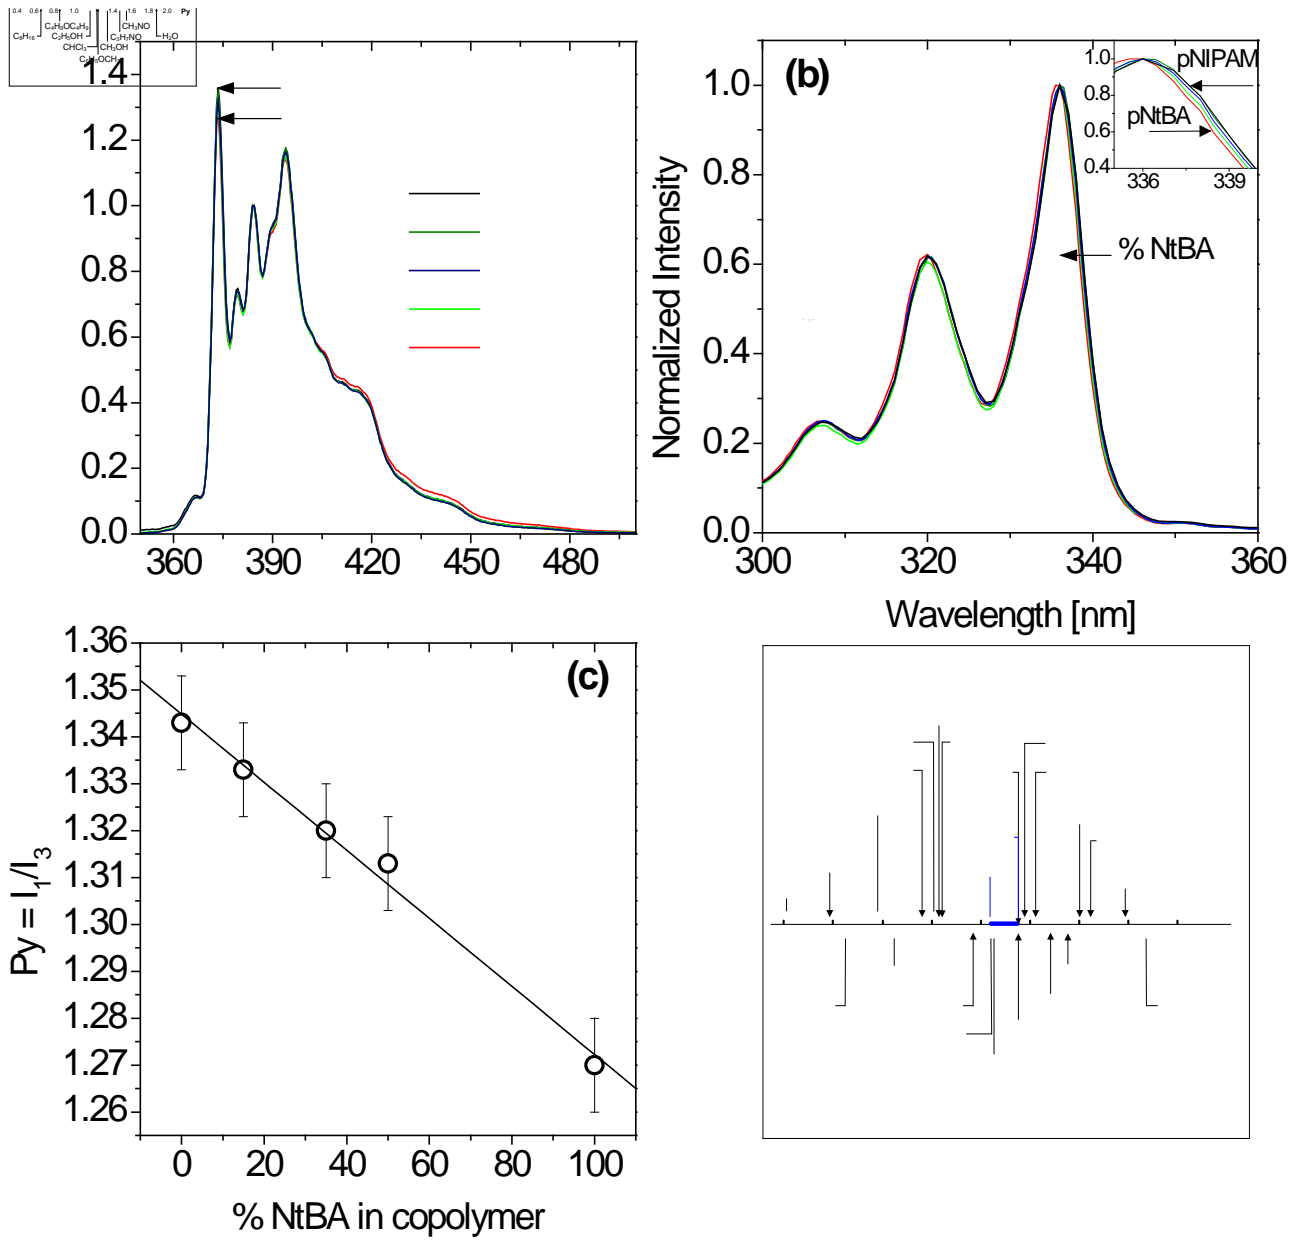 0.4 0.6 0.8 1.0 1.4 1.6 1.8 2.0 Py
C₄H₉OC₄H₉ CH₃NO
C₈H₁₈ C₂H₅OH C₃H₇NO H₂O
CHCl₃ CH₃OH
1.4
1.2
1.0
0.8
0.6
0.4
0.2
0.0
360 390 420 450 480
(b)
Normalized Intensity
1.0
0.8
0.6
0.4
0.2
0.0
300 320 340 360
Wavelength [nm]
% NtBA
pNIPAM
pNtBA
1.0
0.8
0.6
0.4
336 339
(c)
Py = I₁/I₃
1.36
1.35
1.34
1.33
1.32
1.31
1.30
1.29
1.28
1.27
1.26
0 20 40 60 80 100
% NtBA in copolymer